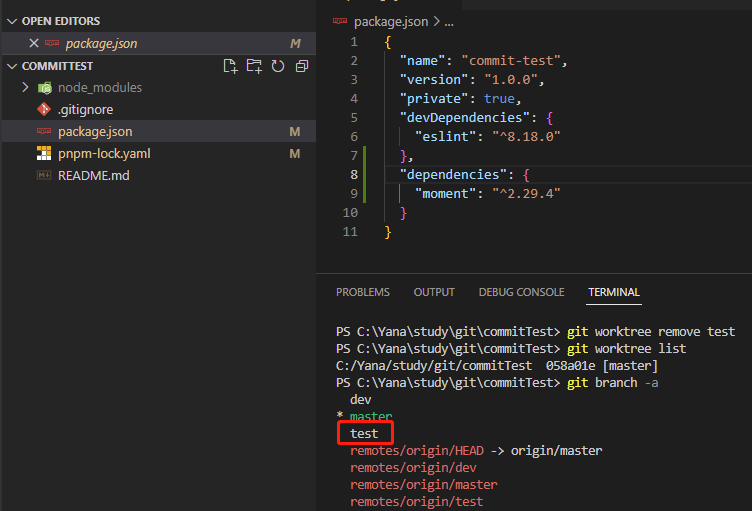 OPEN EDITORS
package.json M
COMMITTEST
node_modules
.gitignore
package.json M
pnpm-lock.yaml M
README.md
package.json > ...
1 {
2 "name": "commit-test",
3 "version": "1.0.0",
4 "private": true,
5 "devDependencies": {
6 "eslint": "^8.18.0"
7 },
8 "dependencies": {
9 "moment": "^2.29.4"
10 }
11 }
PROBLEMS OUTPUT DEBUG CONSOLE TERMINAL
PS C:\Yana\study\git\commitTest> git worktree remove test
PS C:\Yana\study\git\commitTest> git worktree list
C:/Yana/study/git/commitTest 058a01e [master]
PS C:\Yana\study\git\commitTest> git branch -a
dev
* master
test
remotes/origin/HEAD -> origin/master
remotes/origin/dev
remotes/origin/master
remotes/origin/test